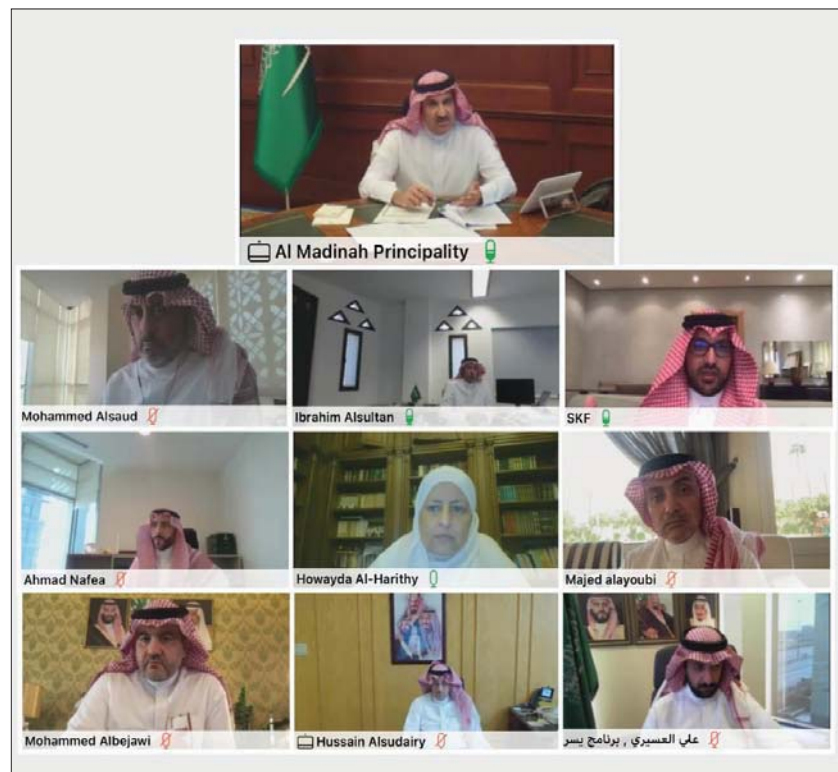 Al Madinah Principality
Mohammed Alsaud
Ibrahim Alsultan
SKF
Ahmad Nafea
Howayda Al-Harithy
Majed alayoubi
Mohammed Albejawi
Hussain Alsudairy
علي العسيري , برنامج يسر